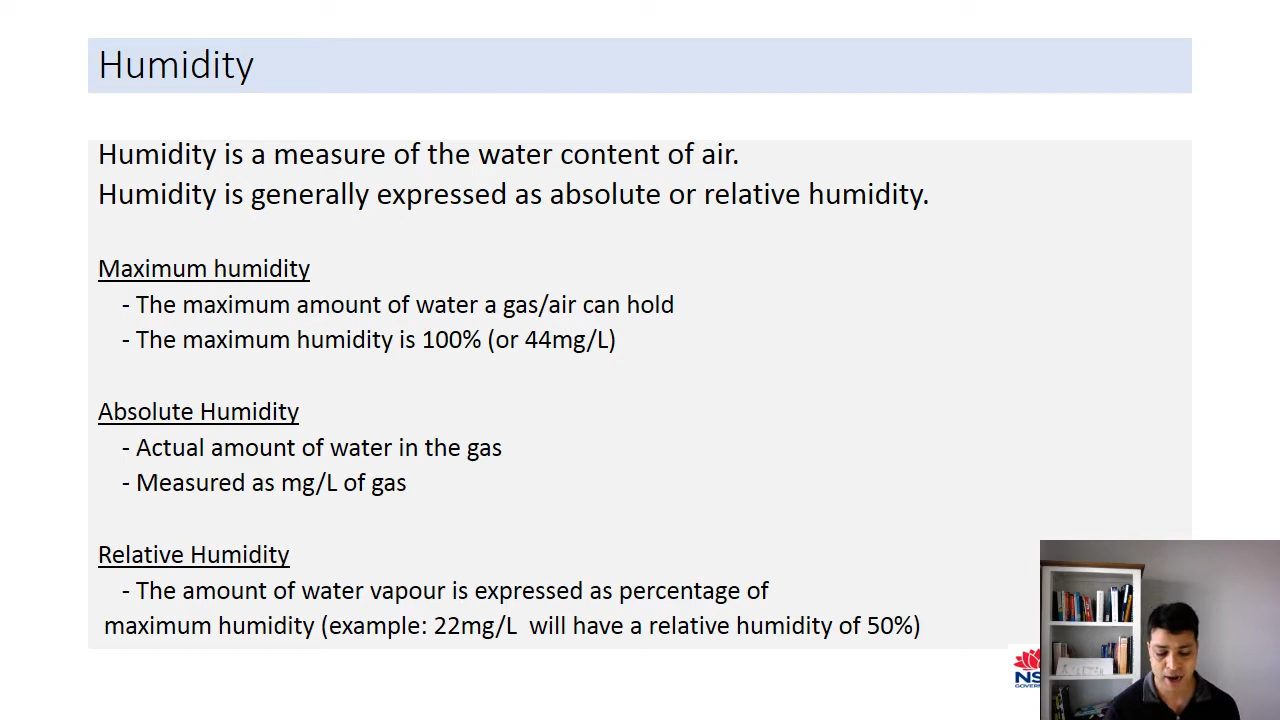 Humidity
Humidity is a measure of the water content of air.
Humidity is generally expressed as absolute or relative humidity.
Maximum humidity
- The maximum amount of water a gas/air can hold
- The maximum humidity is 100% (or 44mg/L)
Absolute Humidity
- Actual amount of water in the gas
- Measured as mg/L of gas
Relative Humidity
- The amount of water vapour is expressed as percentage of
maximum humidity (example: 22mg/L  will have a relative humidity of 50%)
NS
GOVER